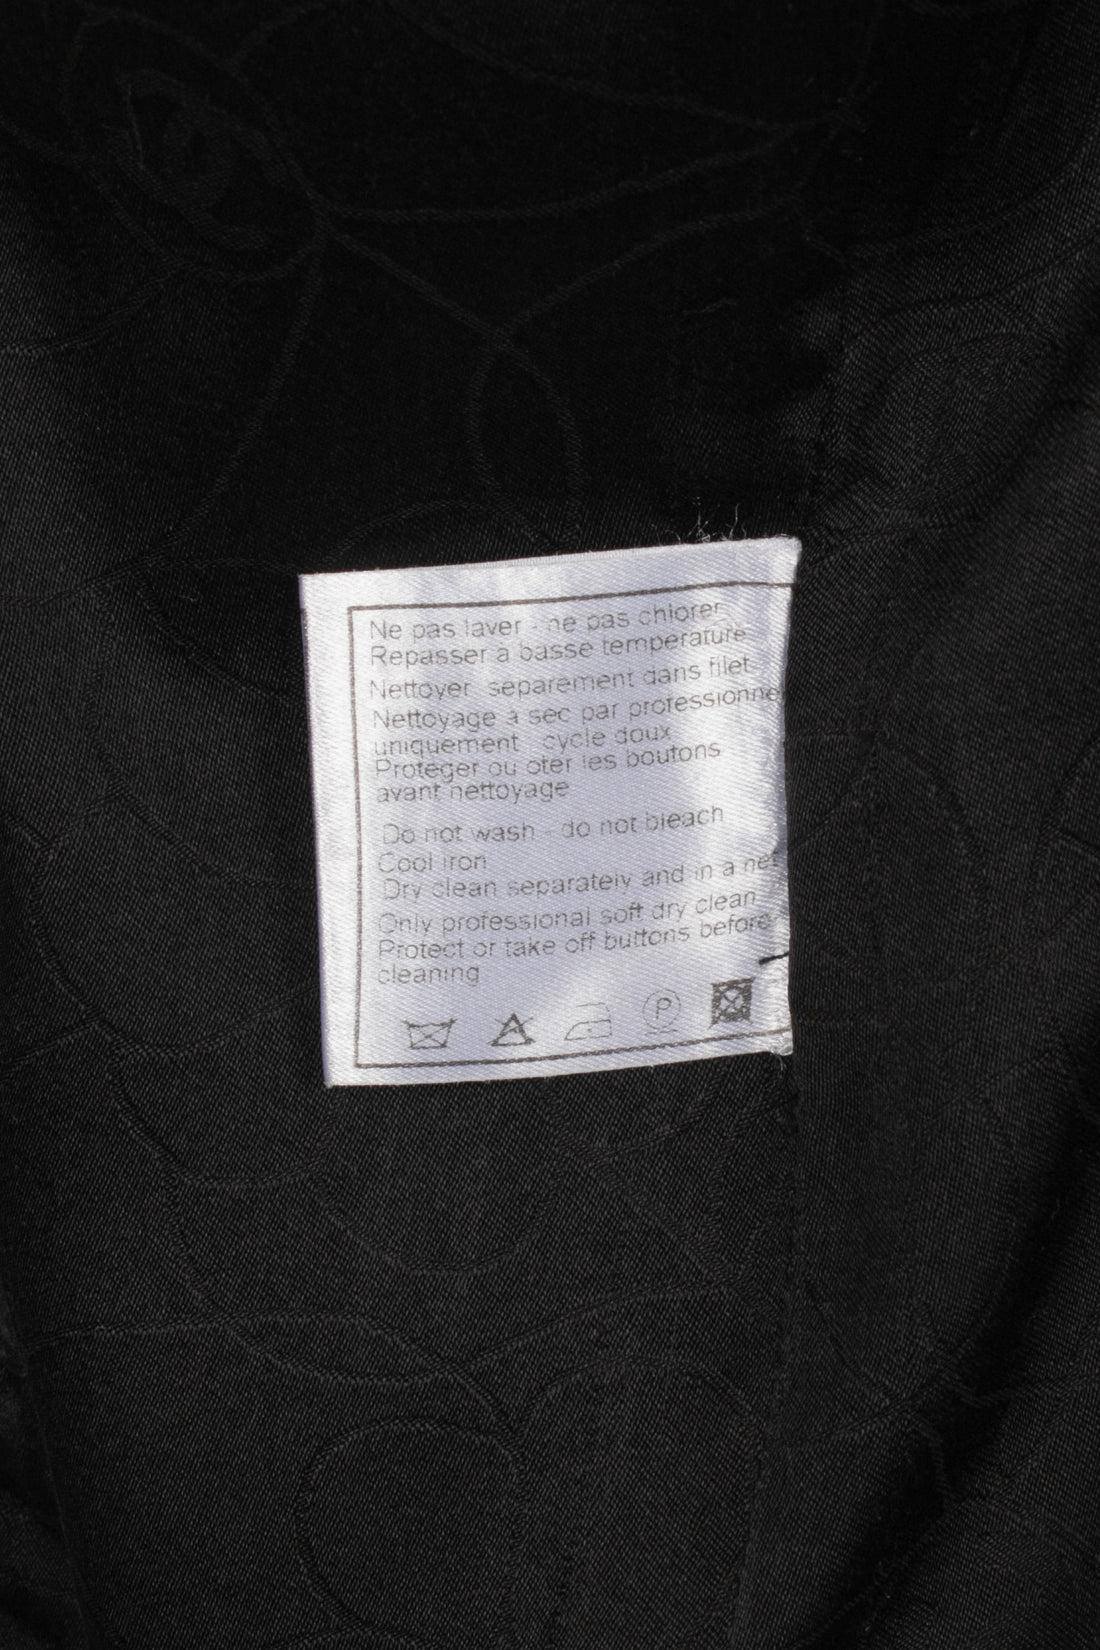 Ne pas laver - ne pas chlorer
Repasser a basse temperature
Nettoyer separement dans filet
Nettoyage a sec par professionne
uniquement cycle doux
Proteger ou oter les boutons
avant nettoyage
Do not wash - do not bleach
Cool iron
Dry clean separately and in a net
Only professional soft dry clean
Protect or take off buttons before
cleaning
P